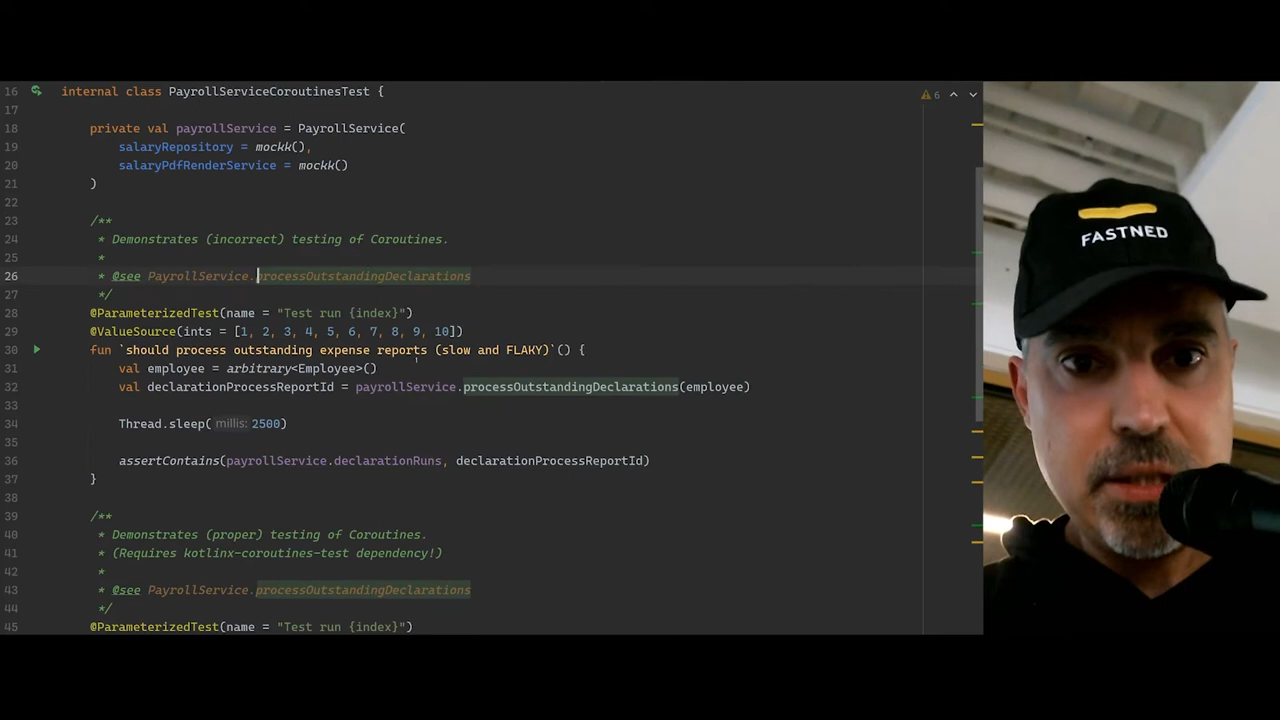 16 internal class PayrollServiceCoroutinesTest {
6
17
18 private val payrollService = PayrollService(
19 salaryRepository = mockk(),
20 salaryPdfRenderService = mockk()
21 )
22
23 /**
24 * Demonstrates (incorrect) testing of Coroutines.
25 *
26 * @see PayrollService.processOutstandingDeclarations
27 */
28 @ParameterizedTest(name = "Test run {index}")
29 @ValueSource(ints = [1, 2, 3, 4, 5, 6, 7, 8, 9, 10])
30 fun `should process outstanding expense reports (slow and FLAKY)`() {
31 val employee = arbitrary<Employee>()
32 val declarationProcessReportId = payrollService.processOutstandingDeclarations(employee)
33
34 Thread.sleep( millis: 2500)
35
36 assertContains(payrollService.declarationRuns, declarationProcessReportId)
37 }
38
39 /**
40 * Demonstrates (proper) testing of Coroutines.
41 * (Requires kotlinx-coroutines-test dependency!)
42 *
43 * @see PayrollService.processOutstandingDeclarations
44 */
45 @ParameterizedTest(name = "Test run {index}")
FASTNED